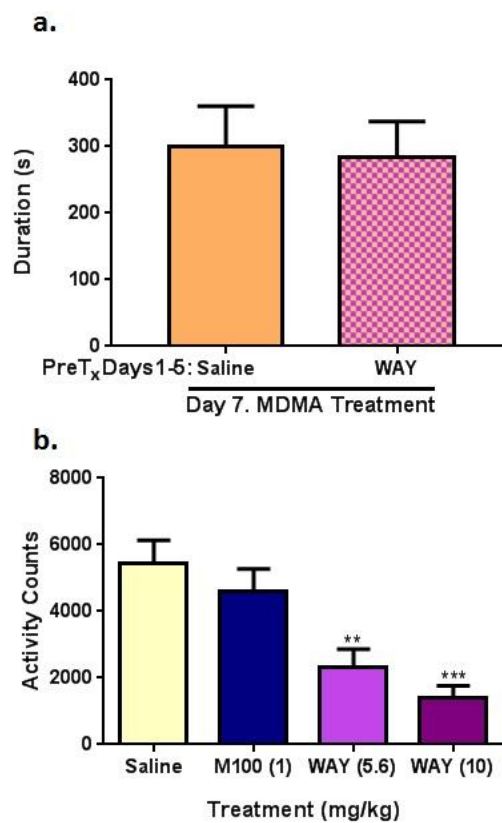 a.
400
300
200
100
0
Duration (s)
PreTxDays1-5: Saline WAY
Day 7. MDMA Treatment
b.
8000
6000
4000
2000
0
Activity Counts
**
***
Saline M100 (1) WAY (5.6) WAY (10)
Treatment (mg/kg)